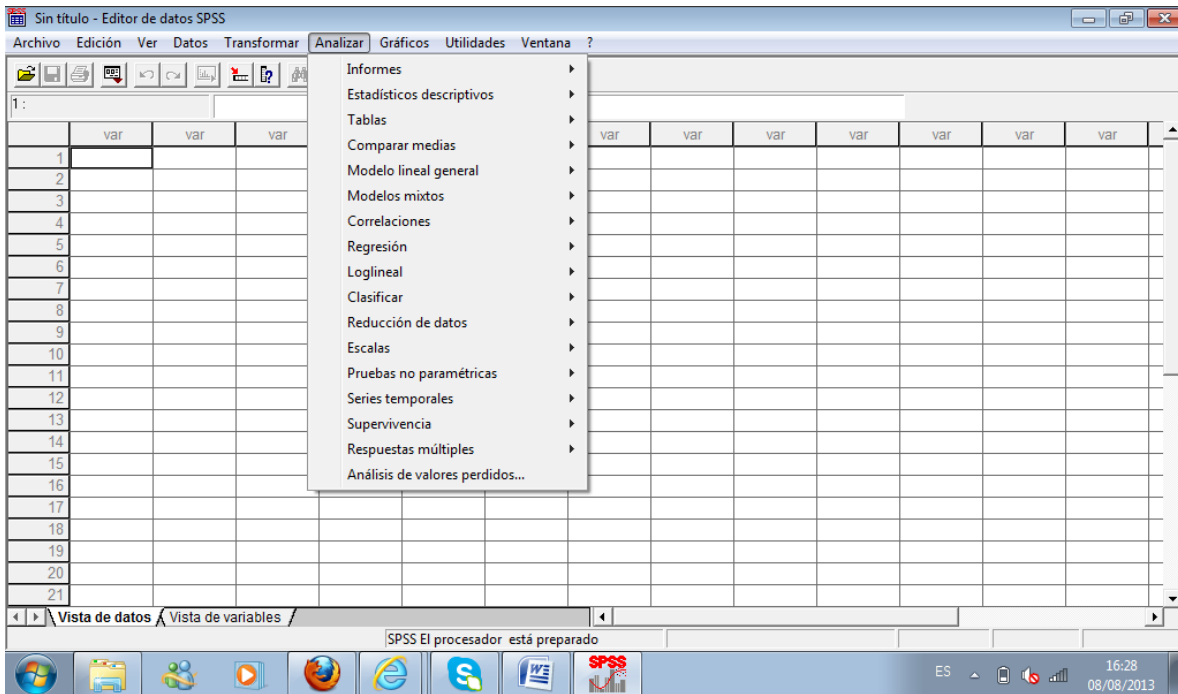 Sin título - Editor de datos SPSS
Archivo Edición Ver Datos Transformar Analizar Gráficos Utilidades Ventana ?
1 :
Informes
Estadísticos descriptivos
Tablas
Comparar medias
Modelo lineal general
Modelos mixtos
Correlaciones
Regresión
Loglineal
Clasificar
Reducción de datos
Escalas
Pruebas no paramétricas
Series temporales
Supervivencia
Respuestas múltiples
Análisis de valores perdidos...
var var var var var var var var var var
1
2
3
4
5
6
7
8
9
10
11
12
13
14
15
16
17
18
19
20
21
Vista de datos Vista de variables
SPSS El procesador está preparado
SPSS
ES
16:28
08/08/2013